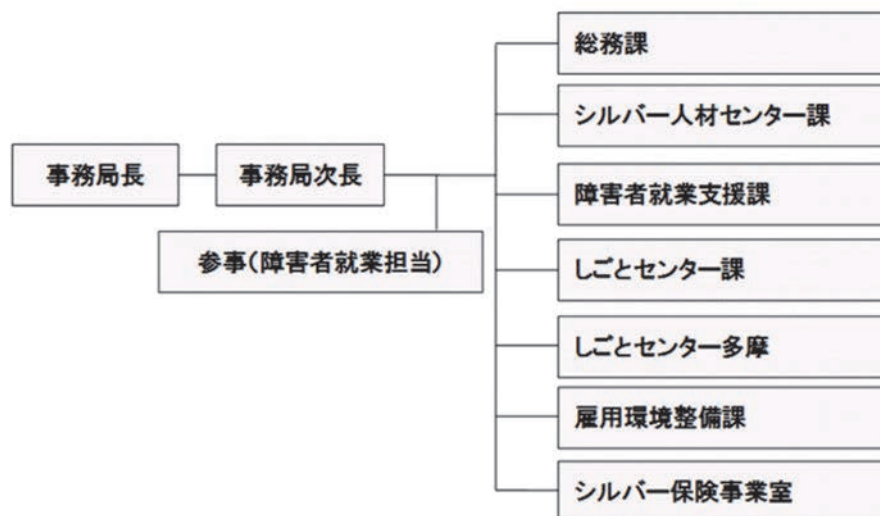 事務局長
事務局次長
参事(障害者就業担当)
総務課
シルバー人材センター課
障害者就業支援課
しごとセンター課
しごとセンター多摩
雇用環境整備課
シルバー保険事業室